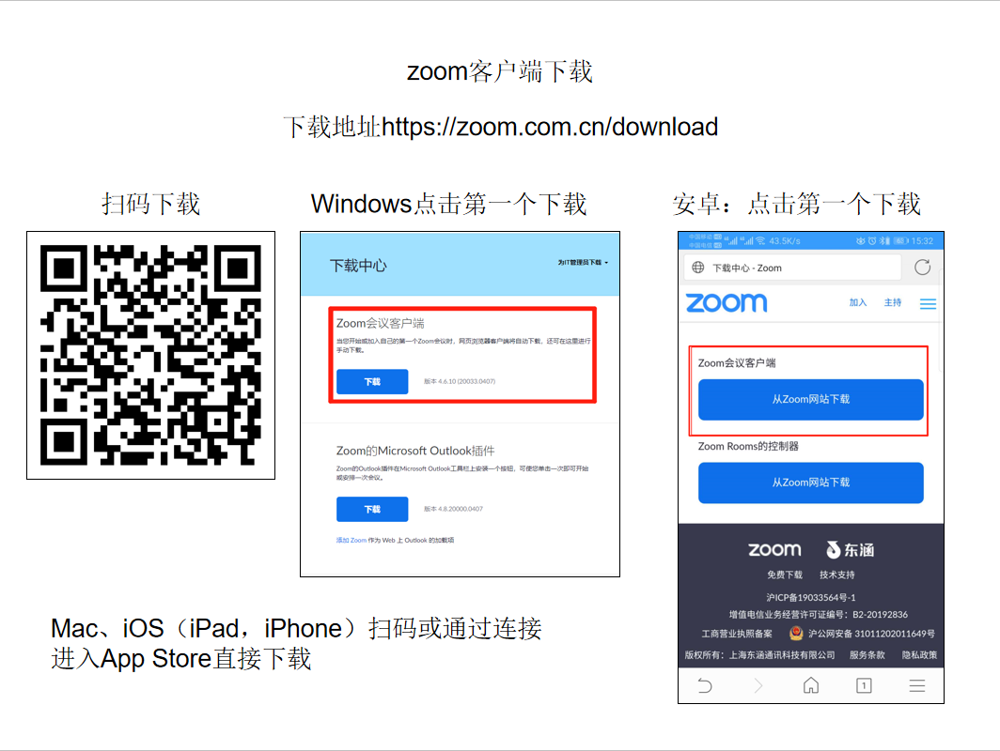 zoom客户端下载
下载地址https://zoom.com.cn/download
扫码下载
Windows点击第一个下载
安卓：点击第一个下载
下载中心
为IT管理员下载
Zoom会议客户端
当您开始或加入自己的第一个Zoom会议时，网页浏览器客户端将自动下载，还可在这里进行
手动下载。
下载
版本 4.6.10 (20033.0407)
Zoom的Microsoft Outlook插件
Zoom的Outlook插件在Microsoft Outlook工具栏上安装一个按钮，可使您单击一次即可开始
或安排一次会议。
下载
版本 4.8.20000.0407
添加 Zoom 作为 Web 上 Outlook 的加载项
中国移动 HD
中国电信 HD
43.5K/s
15:32
下载中心 - Zoom
zoom
加入 主持
Zoom会议客户端
从Zoom网站下载
Zoom Rooms的控制器
从Zoom网站下载
zoom 东涵
免费下载 技术支持
沪ICP备19033564号-1
增值电信业务经营许可证编号：B2-20192836
工商营业执照备案 沪公网安备 31011202011649号
版权所有：上海东涵通讯科技有限公司 服务条款 隐私政策
1
Mac、iOS（iPad，iPhone）扫码或通过连接
进入App Store直接下载